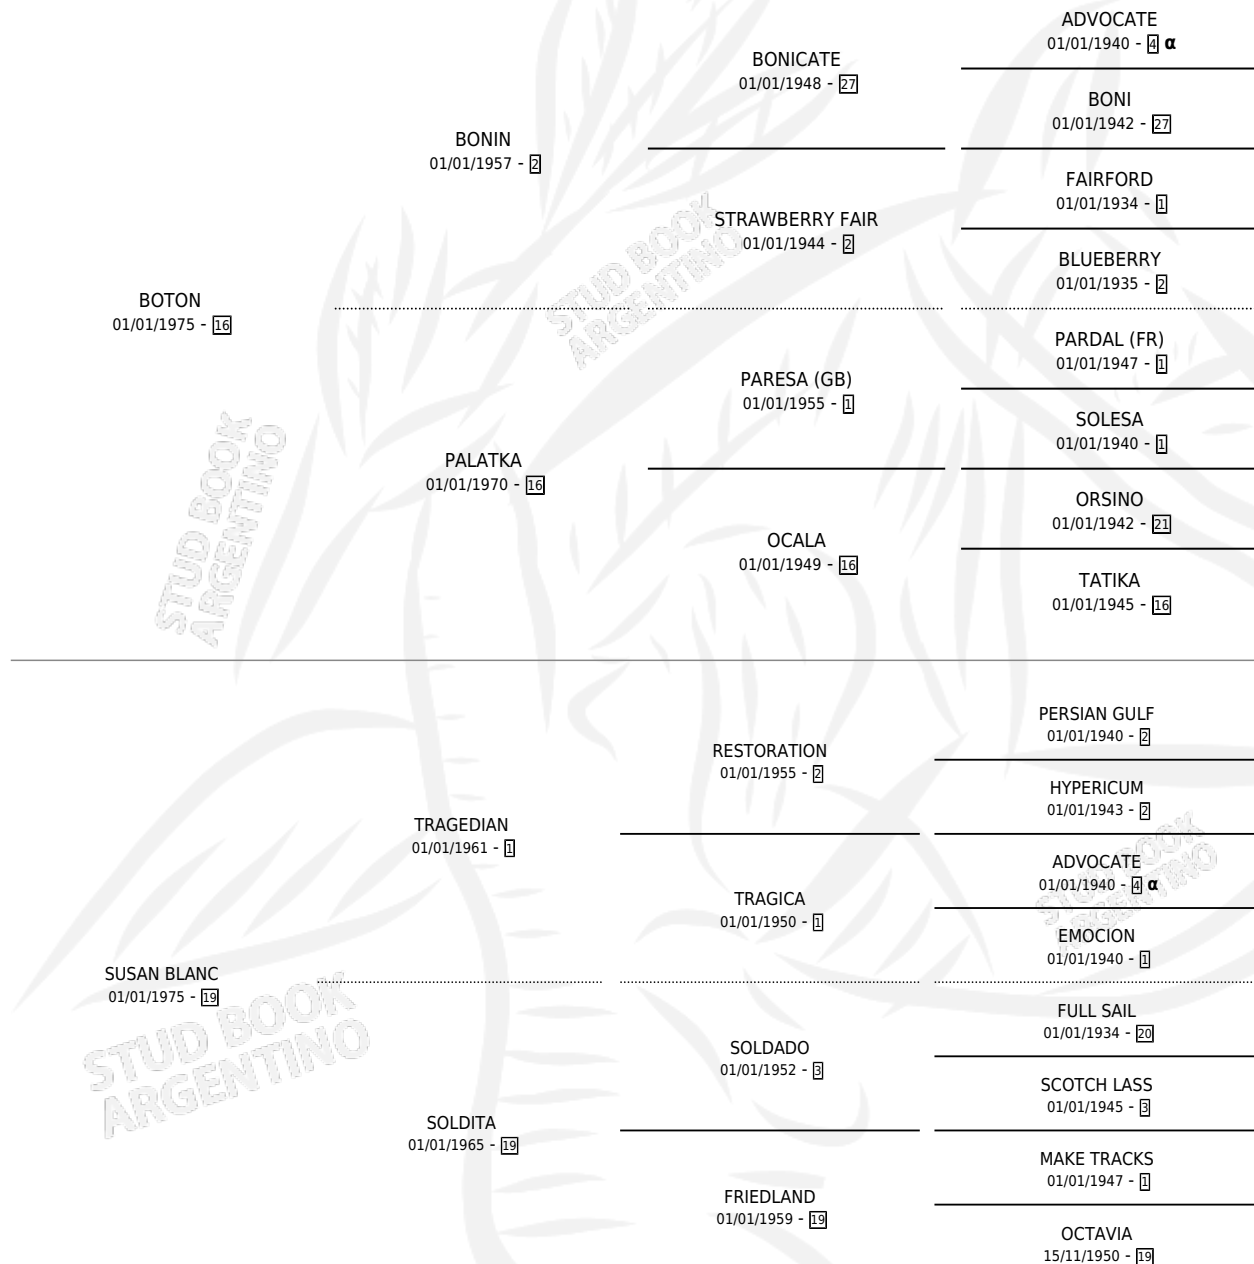 ADVOCATE
01/01/1940 - 4 α
BONICATE
01/01/1948 - 27
BONI
01/01/1942 - 27
BONIN
01/01/1957 - 2
FAIRFORD
01/01/1934 - 1
STRAWBERRY FAIR
01/01/1944 - 2
BLUEBERRY
01/01/1935 - 2
BOTON
01/01/1975 - 16
STUD BOOK
ARGENTINO
PARDAL (FR)
01/01/1947 - 1
PARESA (GB)
01/01/1955 - 1
SOLESA
01/01/1940 - 1
PALATKA
01/01/1970 - 16
ORSINO
01/01/1942 - 21
OCALA
01/01/1949 - 16
TATIKA
01/01/1945 - 16
STUD BOOK
ARGENTINO
PERSIAN GULF
01/01/1940 - 2
RESTORATION
01/01/1955 - 2
HYPERICUM
01/01/1943 - 2
TRAGEDIAN
01/01/1961 - 1
ADVOCATE
01/01/1940 - 4 α
TRAGICA
01/01/1950 - 1
EMOCION
01/01/1940 - 1
STUD BOOK
ARGENTINO
SUSAN BLANC
01/01/1975 - 19
FULL SAIL
01/01/1934 - 20
SOLDADO
01/01/1952 - 3
SCOTCH LASS
01/01/1945 - 3
STUD BOOK
ARGENTINO
SOLDITA
01/01/1965 - 19
MAKE TRACKS
01/01/1947 - 1
FRIEDLAND
01/01/1959 - 19
OCTAVIA
15/11/1950 - 19